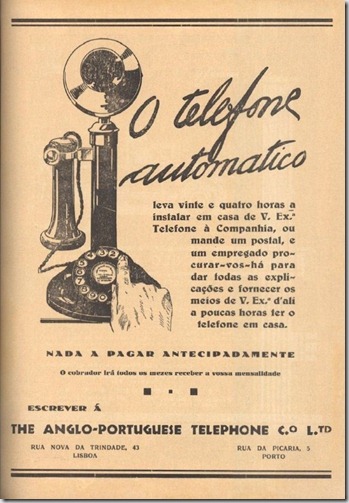 O telefone
automatico
leva vinte e quatro horas a
instalar em casa de V. Ex.ª
Telefone à Companhia, ou
mande um postal, e
um empregado pro-
curar-vos-há para
dar todas as expli-
cações e fornecer os
meios de V. Ex.ª d'ali
a poucas horas ter o
telefone em casa.
NADA A PAGAR ANTECIPADAMENTE
O cobrador irá todos os mezes receber a vossa mensalidade
ESCREVER Á
THE ANGLO-PORTUGUESE TELEPHONE C.º L.TD
RUA NOVA DA TRINDADE, 43
LISBOA
RUA DA PICARIA, 5
PORTO